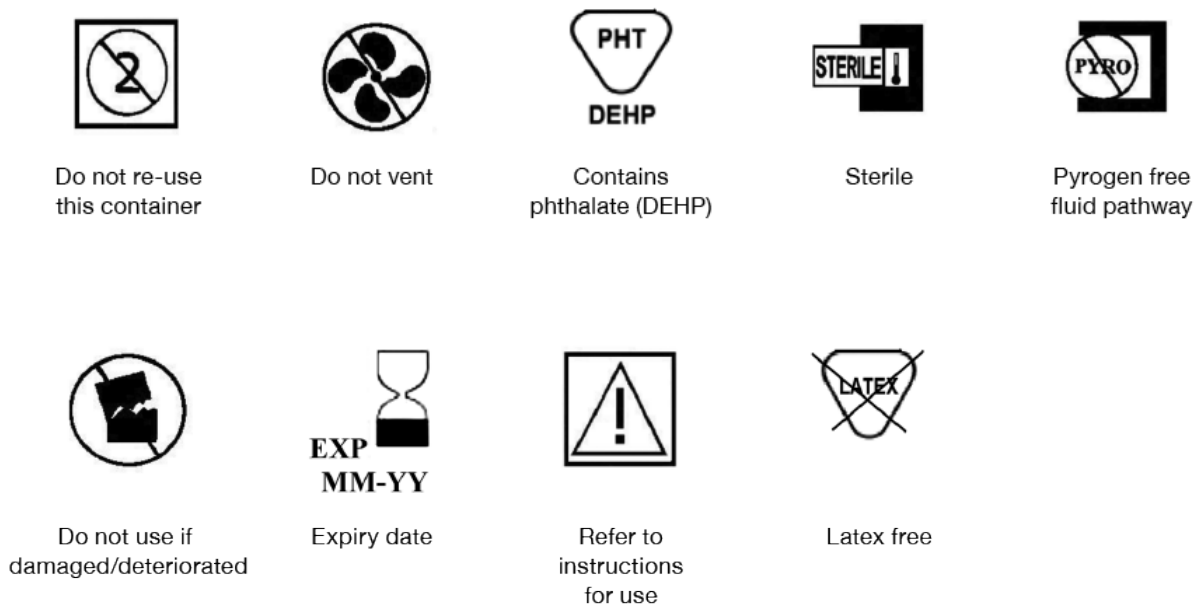 2
PHT
DEHP
STERILE
PYRO
Do not re-use
this container
Do not vent
Contains
phthalate (DEHP)
Sterile
Pyrogen free
fluid pathway
EXP
MM-YY
!
LATEX
Do not use if
damaged/deteriorated
Expiry date
Refer to
instructions
for use
Latex free